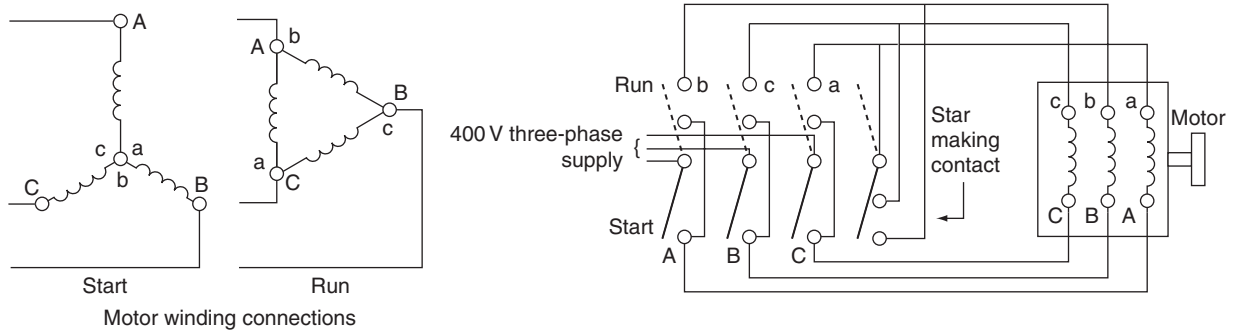 A
c a
b
C
B
Start
A b
B
c
a
C
Run
Motor winding connections
Run
b
c
a
400 V three-phase
supply {
Start
A
B
C
Star
making
contact
c b a
C B A
Motor